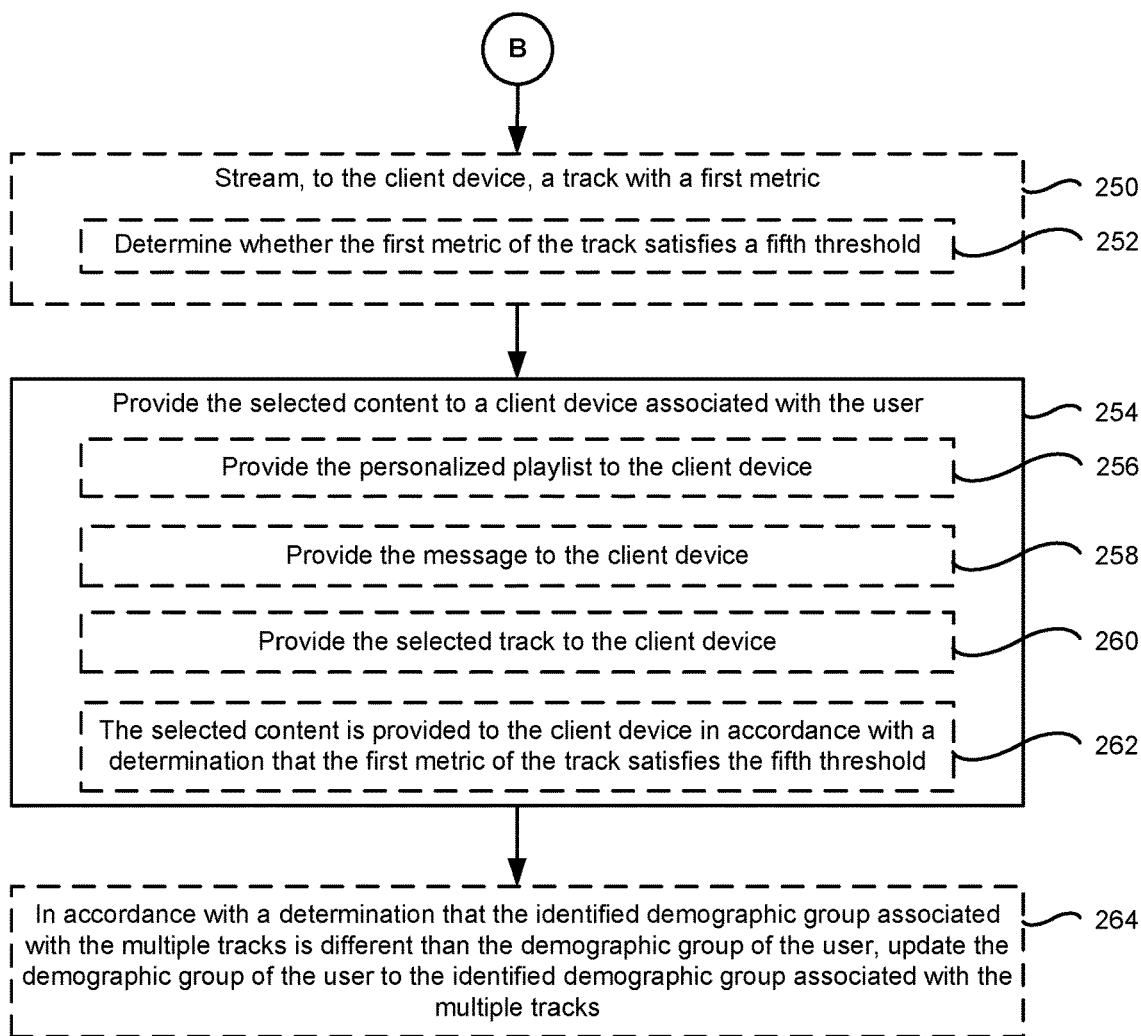 B
Stream, to the client device, a track with a first metric
250
Determine whether the first metric of the track satisfies a fifth threshold
252
Provide the selected content to a client device associated with the user
254
Provide the personalized playlist to the client device
256
Provide the message to the client device
258
Provide the selected track to the client device
260
The selected content is provided to the client device in accordance with a
determination that the first metric of the track satisfies the fifth threshold
262
In accordance with a determination that the identified demographic group associated
with the multiple tracks is different than the demographic group of the user, update the
demographic group of the user to the identified demographic group associated with the
multiple tracks
264